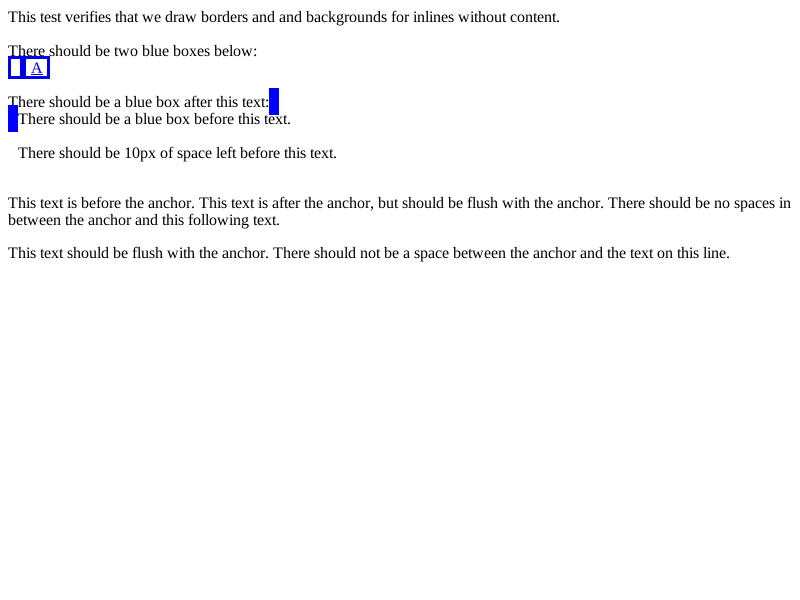 This test verifies that we draw borders and and backgrounds for inlines without content.
There should be two blue boxes below:
A
There should be a blue box after this text:
There should be a blue box before this text.
There should be 10px of space left before this text.
This text is before the anchor. This text is after the anchor, but should be flush with the anchor. There should be no spaces in
between the anchor and this following text.
This text should be flush with the anchor. There should not be a space between the anchor and the text on this line.